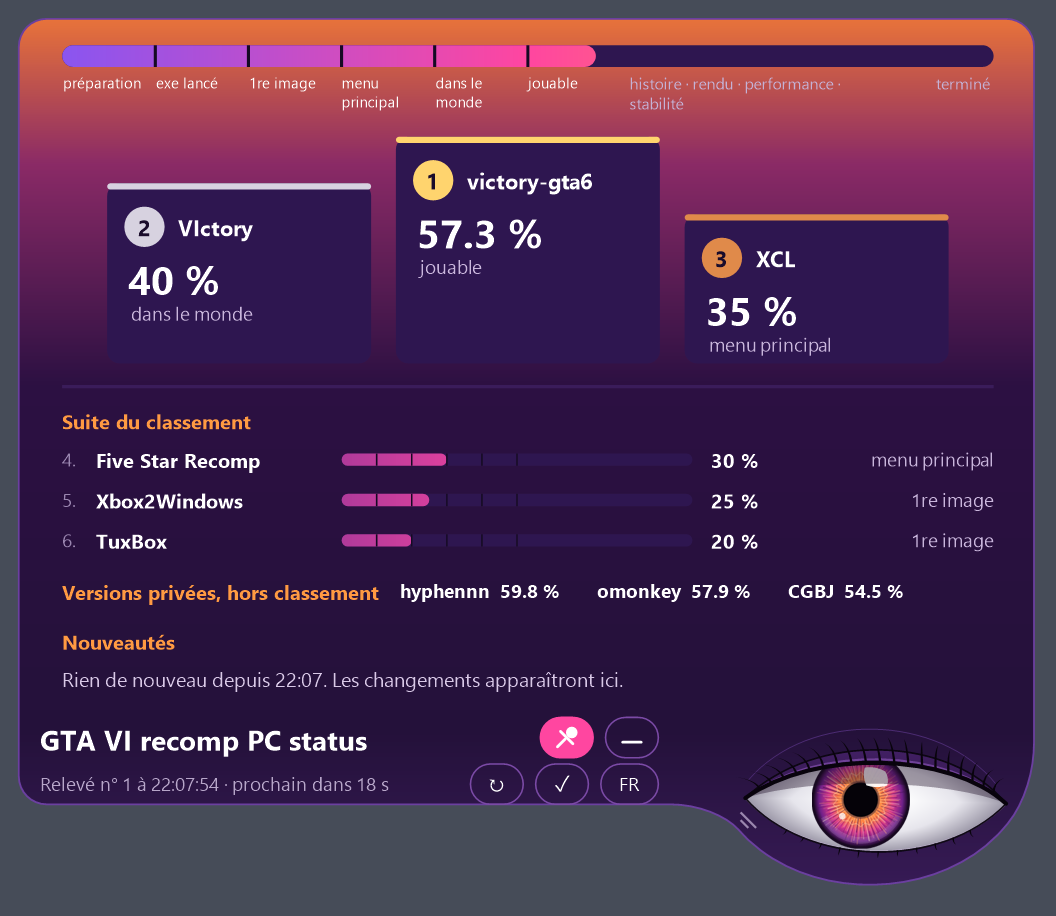 préparation exe lancé 1re image menu principal dans le monde jouable histoire · rendu · performance · stabilité terminé
1 victory-gta6
57.3 %
jouable
2 VIctory
40 %
dans le monde
3 XCL
35 %
menu principal
Suite du classement
4. Five Star Recomp 30 % menu principal
5. Xbox2Windows 25 % 1re image
6. TuxBox 20 % 1re image
Versions privées, hors classement hyphennn 59.8 % omonkey 57.9 % CGBJ 54.5 %
Nouveautés
Rien de nouveau depuis 22:07. Les changements apparaîtront ici.
GTA VI recomp PC status
Relevé n° 1 à 22:07:54 · prochain dans 18 s
FR